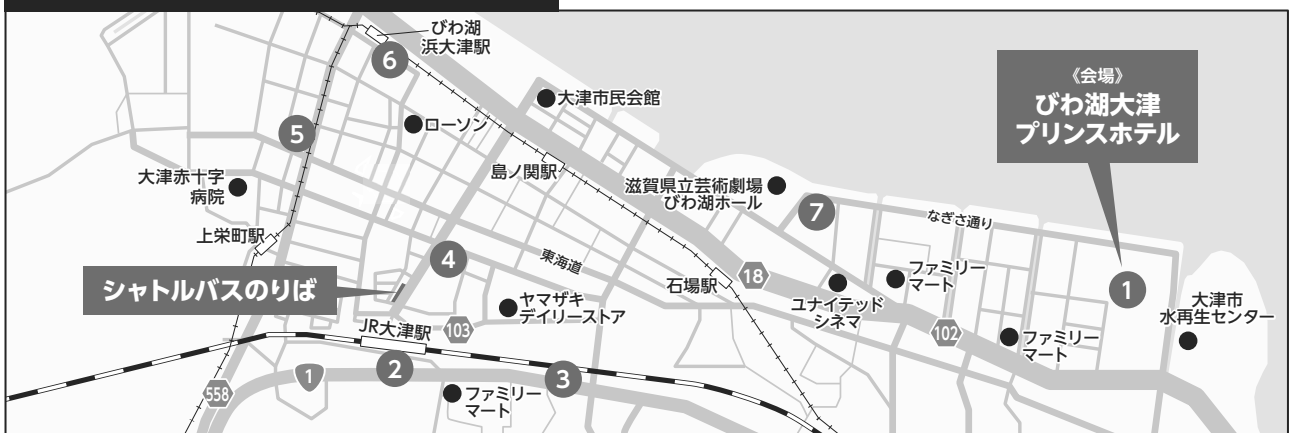 びわ湖
浜大津駅
6
大津市民会館
《会場》
びわ湖大津
プリンスホテル
5
ローソン
島ノ関駅
大津赤十字
病院
滋賀県立芸術劇場
びわ湖ホール
7
なぎさ通り
上栄町駅
4
東海道
石場駅
18
ファミリー
マート
1
シャトルバスのりば
ヤマザキ
デイリーストア
ユナイテッド
シネマ
大津市
水再生センター
JR大津駅
103
102
ファミリー
マート
558
1
2
3
ファミリー
マート